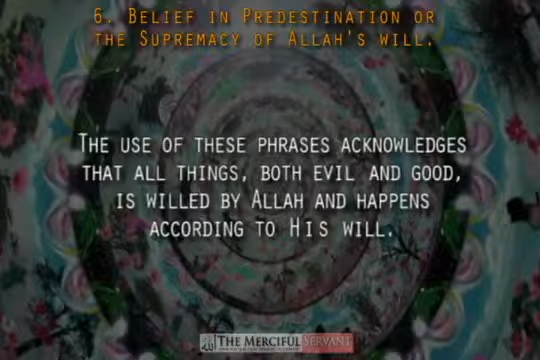 6. Belief in Predestination or
the Supremacy of Allah's will.
The use of these phrases acknowledges
that all things, both evil and good,
is willed by Allah and happens
according to His will.
The Merciful Servant